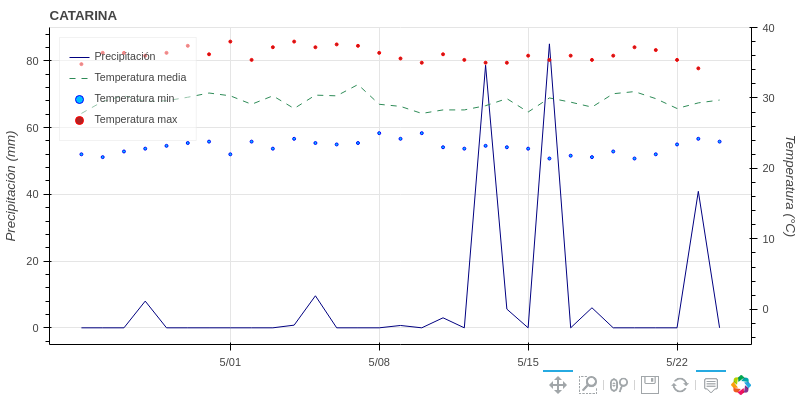 CATARINA
Precipitación
Temperatura media
Temperatura min
Temperatura max
Precipitación (mm)
80
60
40
20
0
Temperatura (°C)
40
30
20
10
0
5/01
5/08
5/15
5/22